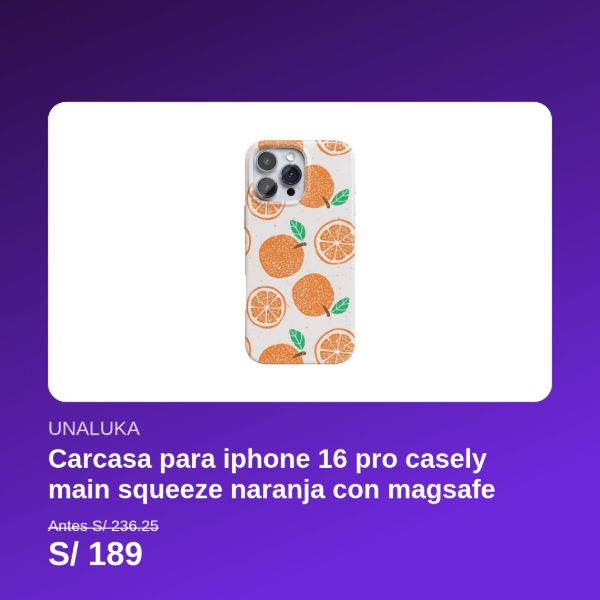 UNALUKA
Carcasa para iphone 16 pro casely
main squeeze naranja con magsafe
Antes S/ 236.25
S/ 189